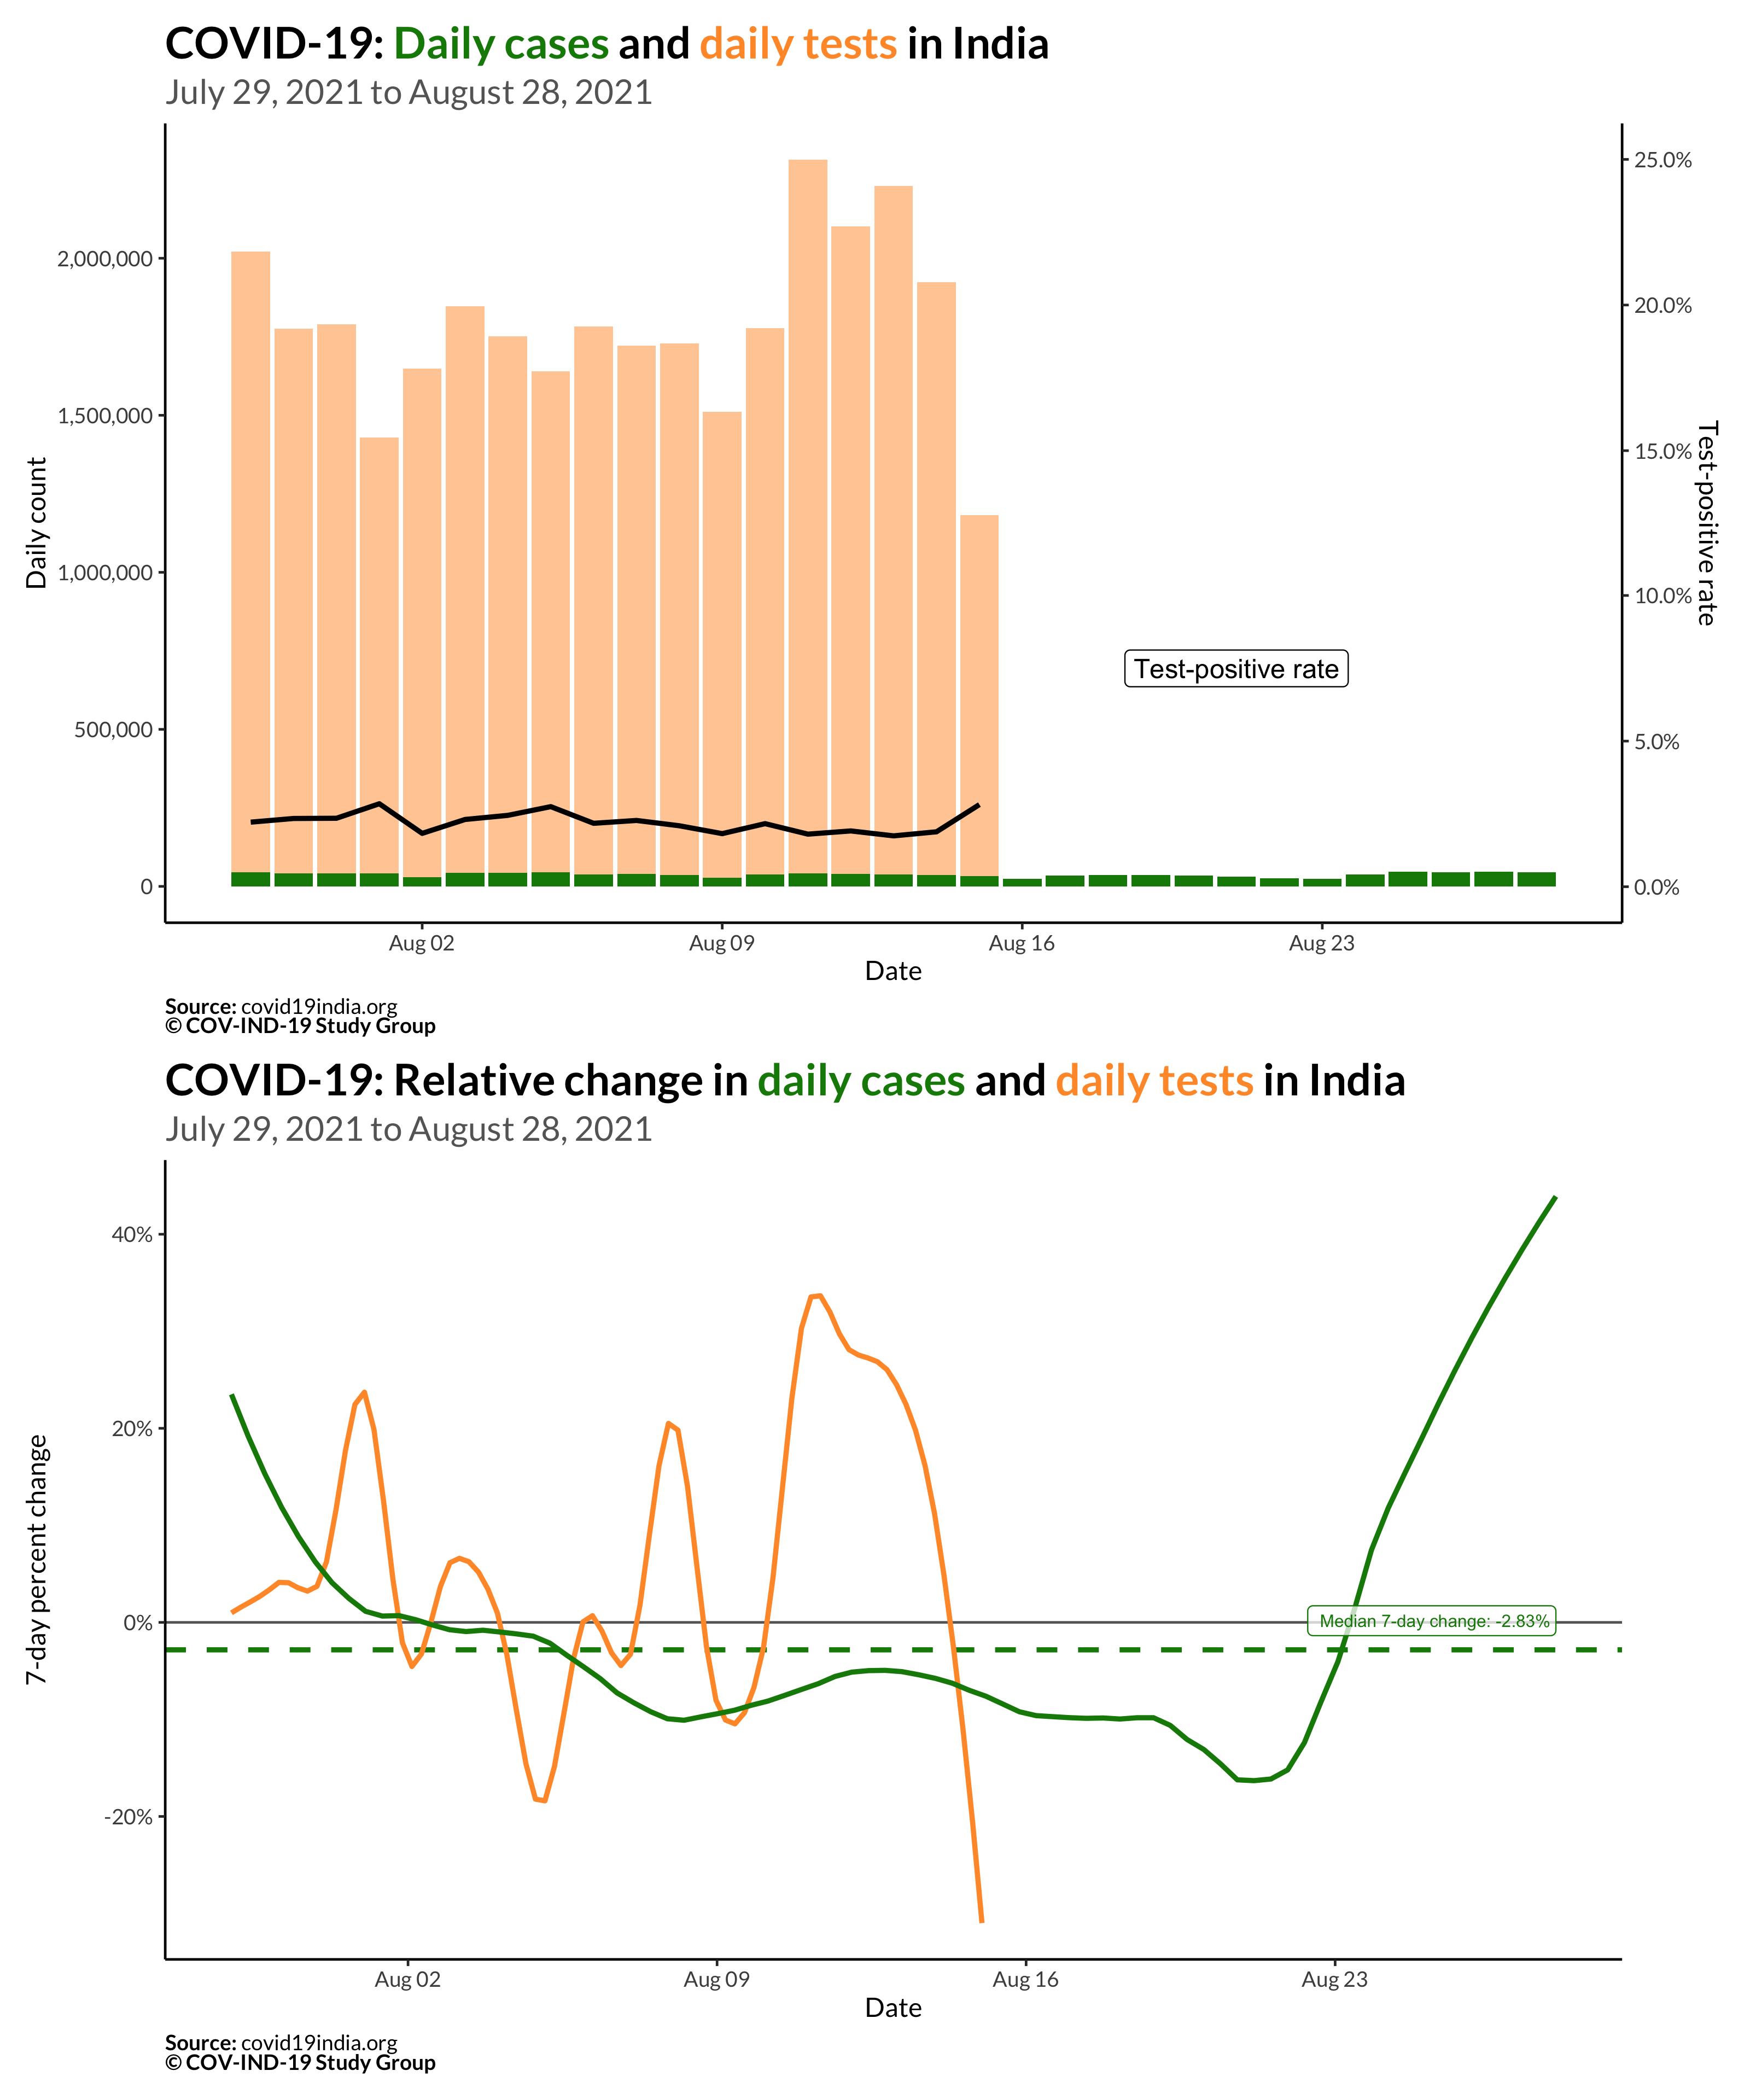 COVID-19: Daily cases and daily tests in India
July 29, 2021 to August 28, 2021
25.0%
2,000,000
20.0%
1,500,000
15.0%
Daily count
Test-positive rate
1,000,000
10.0%
Test-positive rate
500,000
5.0%
0
0.0%
Aug 02
Aug 09
Aug 16
Aug 23
Date
Source: covid19india.org
© COV-IND-19 Study Group
COVID-19: Relative change in daily cases and daily tests in India
July 29, 2021 to August 28, 2021
40%
20%
7-day percent change
0%
Median 7-day change: -2.83%
-20%
Aug 02
Aug 09
Aug 16
Aug 23
Date
Source: covid19india.org
© COV-IND-19 Study Group